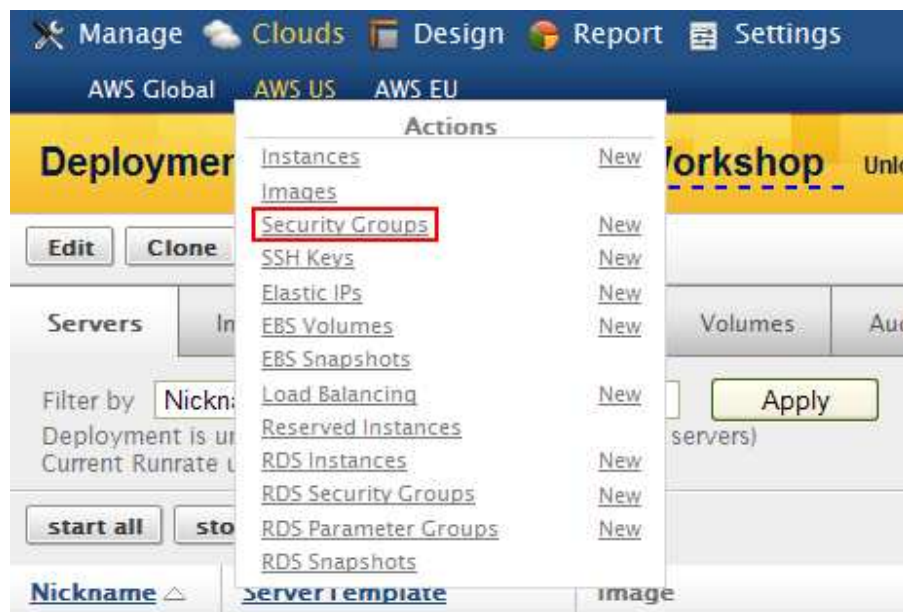 Manage Clouds Design Report Settings
AWS Global AWS US AWS EU
Actions
Instances New
Images
Security Groups New
SSH Keys New
Elastic IPs New
EBS Volumes New
EBS Snapshots
Load Balancing New
Reserved Instances
RDS Instances New
RDS Security Groups New
RDS Parameter Groups New
RDS Snapshots
Edit Clone
Servers Volumes
Filter by Apply
Deployment is servers)
Current Runrate
start all
Nickname ServerTemplate Image